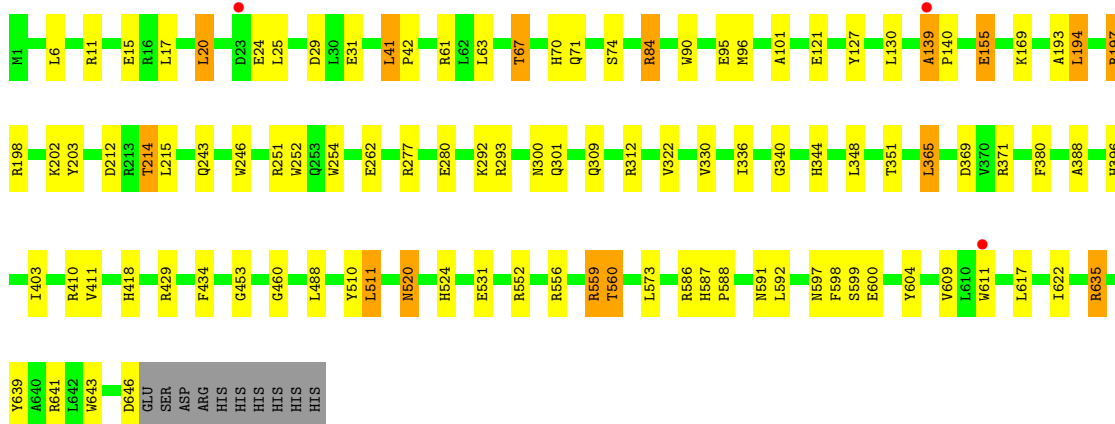 M1 L6 R11 E15 R16 L17 L20 D23 E24 L25 D29 L30 E31 L41 P42 R61 L62 L63 T67 H70 Q71 S74 R84 W90 E95 M96 A101 E121 Y127 L130 A139 P140 E155 K169 A193 L194 R197
R198 K202 Y203 D212 R213 T214 L215 Q243 W246 R251 W252 Q253 W254 E262 R277 E280 K292 R293 N300 Q301 Q309 R312 V322 V330 I336 G340 H344 L348 T351 L365 D369 V370 R371 F380 A388 H396
I403 R410 V411 H418 R429 F434 G453 G460 L488 Y510 L511 N520 H524 E531 R552 R556 R559 T560 L573 R586 H587 P588 N591 L592 N597 F598 S599 E600 Y604 V609 L610 W611 L617 I622 R635
Y639 A640 R641 L642 W643 D646 GLU SER ASP ARG HIS HIS HIS HIS HIS HIS